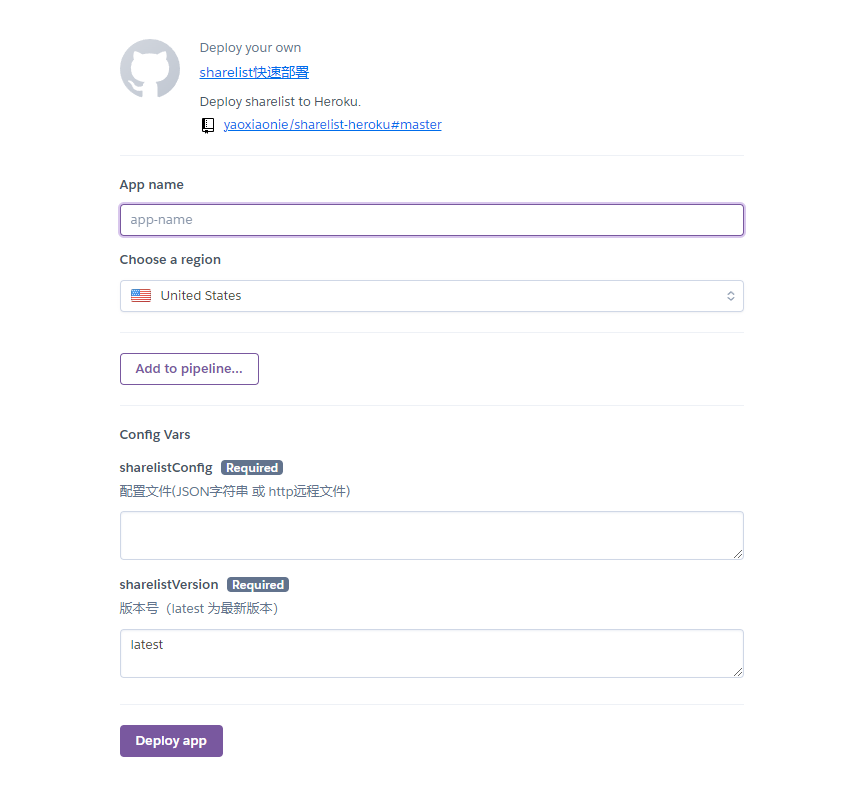 Deploy your own
sharelist快速部署
Deploy sharelist to Heroku.
yaoxiaonie/sharelist-heroku#master
App name
app-name
Choose a region
United States
Add to pipeline...
Config Vars
sharelistConfig Required
配置文件(JSON字符串 或 http远程文件)
sharelistVersion Required
版本号（latest 为最新版本）
latest
Deploy app